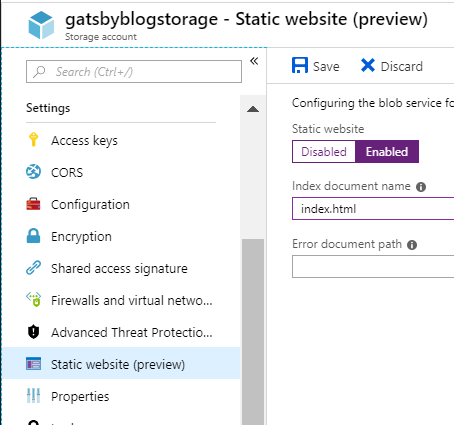 gatsbyblogstorage - Static website (preview)
Storage account
Search (Ctrl+/)
«
Settings
Access keys
CORS
Configuration
Encryption
Shared access signature
Firewalls and virtual netwo...
Advanced Threat Protectio...
Static website (preview)
Properties
Save Discard
Configuring the blob service fo
Static website
Disabled Enabled
Index document name
index.html
Error document path